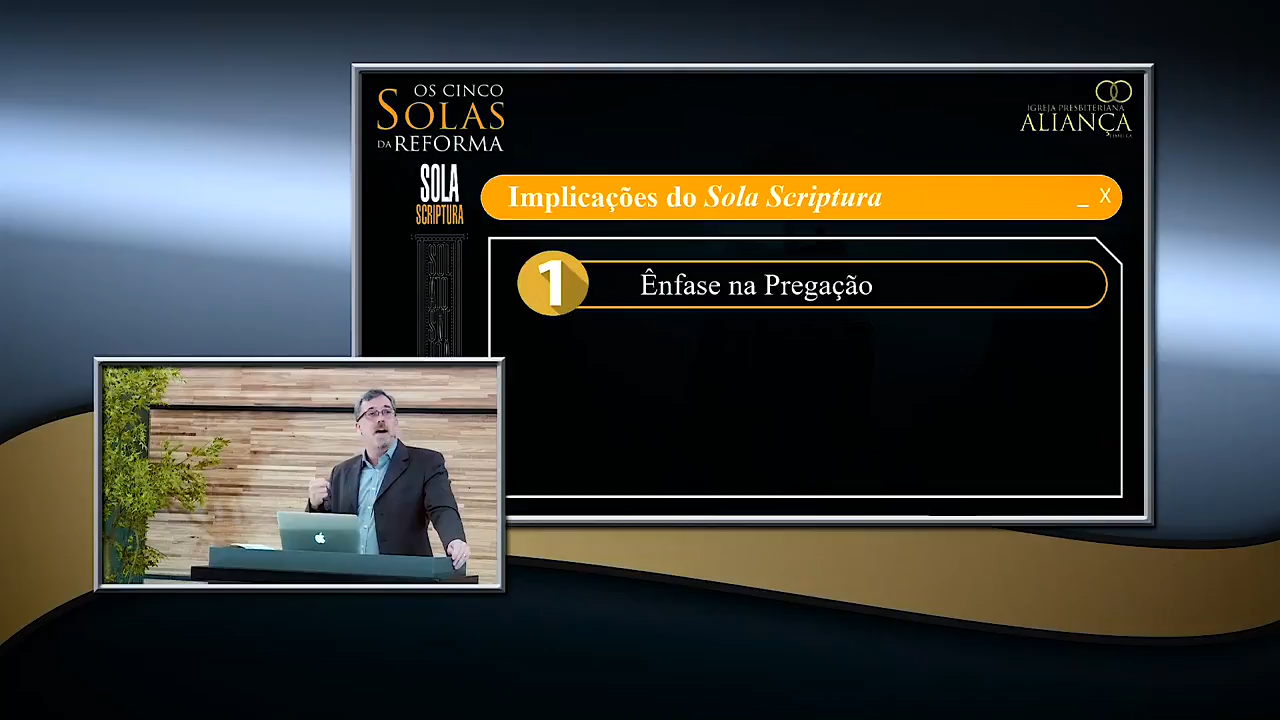 OS CINCO
SOLAS
DA REFORMA
IGREJA PRESBITERIANA
ALIANÇA
SOLA
SCRIPTURA
Implicações do Sola Scriptura
_ X
1
Ênfase na Pregação